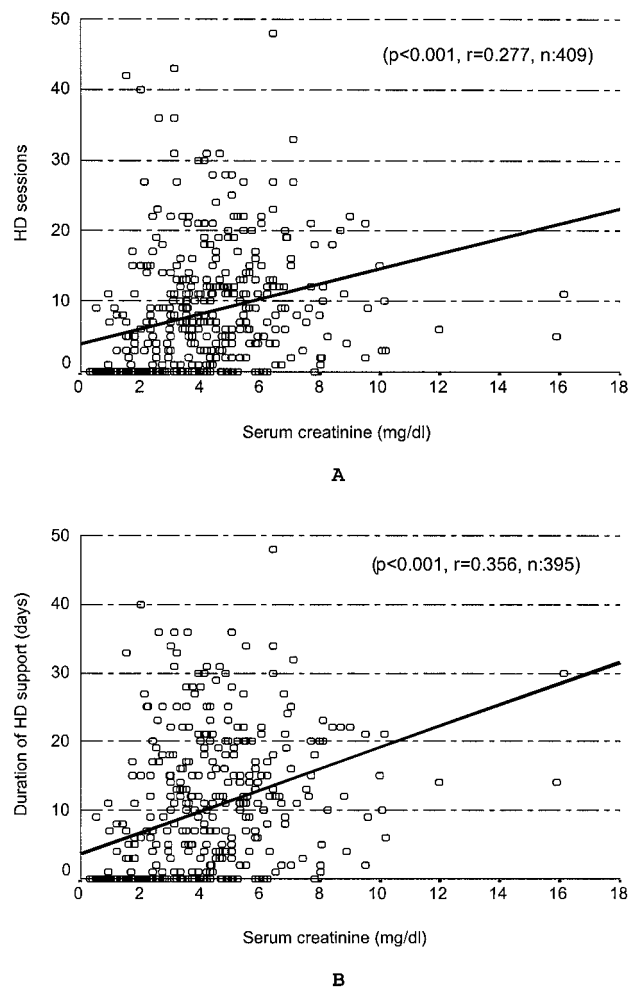 50
(p<0.001, r=0.277, n:409)
40
30
HD sessions
20
10
0
0 2 4 6 8 10 12 14 16 18
Serum creatinine (mg/dl)
A
50
(p<0.001, r=0.356, n:395)
40
30
Duration of HD support (days)
20
10
0
0 2 4 6 8 10 12 14 16 18
Serum creatinine (mg/dl)
B